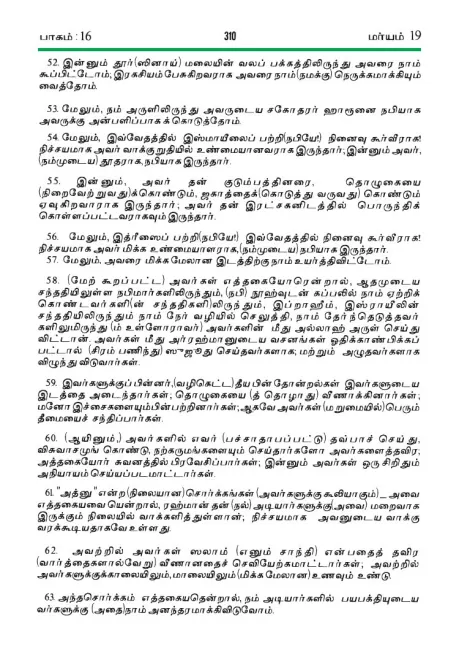 பாகம் : 16 310 மர்யம் 19
52. இன்னும் தூர்(ஸினாய்) மலையின் வலப் பக்கத்திலிருந்து அவரை நாம்
கூப்பிட்டோம்; இரகசியம்பேசுகிறவராக அவரை நாம்(நமக்கு) நெருக்கமாக்கியும்
வைத்தோம்.
53. மேலும், நம் அருளிலிருந்து அவருடைய சகோதரர் ஹாரூனை நபியாக
அவருக்கு அன்பளிப்பாகக்கொடுத்தோம்.
54. மேலும், இவ்வேதத்தில் இஸ்மாயீலைப் பற்றி(நபியே!) நினைவு கூர்வீராக!
நிச்சயமாக அவர் வாக்குறுதியில் உண்மையானவராக இருந்தார்; இன்னும் அவர்,
(நம்முடைய) தூதராக,நபியாக இருந்தார்.
55. இன்னும், அவர் தன் குடும்பத்தினரை, தொழுகையை
(நிறைவேற்றுவது)க்கொண்டும், ஜகாத்தைக்(கொடுத்து வருவது) கொண்டும்
ஏவுகிறவராக இருந்தார்; அவர் தன் இரட்சகனிடத்தில் பொருந்திக்
கொள்ளப்பட்டவராகவும் இருந்தார்.
56. மேலும், இத்ரீஸைப் பற்றி(நபியே!) இவ்வேதத்தில் நினைவு கூர்வீராக!
நிச்சயமாக அவர் மிக்க உண்மையாளராக,(நம்முடைய) நபியாக இருந்தார்.
57. மேலும், அவரை மிக்கமேலான இடத்திற்கு நாம் உயர்த்திவிட்டோம்.
58. (மேற் கூறப்பட்ட) அவர்கள் எத்தகையோரென்றால், ஆதமுடைய
சந்ததியிலுள்ள நபிமார்களிலிருந்தும், (நபி) நூஹ்வுடன் கப்பலில் நாம் ஏற்றிக்
கொண்டவர்களி(ன் சந்ததிகளி)லிருந்தும், இப்றாஹீம், இஸ்ராயீலின்
சந்ததியிலிருந்தும் நாம் நேர் வழியில் செலுத்தி, நாம் தேர்ந்தெடுத்தவர்
களிலுமிருந்து (ம் உள்ளோராவர்) அவர்களின் மீது அல்லாஹ் அருள் செய்து
விட்டான். அவர்கள் மீது அர்ரஹ்மானுடைய வசனங்கள் ஓதிக்காண்பிக்கப்
பட்டால் (சிரம் பணிந்து) ஸுஜூது செய்தவர்களாக; மற்றும் அழுதவர்களாக
விழுந்து விடுவார்கள்.
59. இவர்களுக்குப்பின்னர்,(வழிகெட்ட) தீயபின் தோன்றல்கள் இவர்களுடைய
இடத்தை அடைந்தார்கள்; தொழுகையை (த் தொழாது) வீணாக்கினார்கள்;
மனோ இச்சைகளையும்பின்பற்றினார்கள்; ஆகவே அவர்கள் (மறுமையில்)பெரும்
தீமையைச் சந்திப்பார்கள்.
60. (ஆயினும்,) அவர்களில் எவர் (பச்சாதாபப்பட்டு) தவ்பாச் செய்து,
விசுவாசமுங் கொண்டு, நற்கருமங்களையும் செய்தார்களோ அவர்களைத்தவிர;
அத்தகையோர் சுவனத்தில் பிரவேசிப்பார்கள்; இன்னும் அவர்கள் ஒருசிறிதும்
அநியாயம் செய்யப்படமாட்டார்கள்.
61. "அத்னு" என்ற(நிலையான)சொர்க்கங்கள் (அவர்களுக்கு கூலியாகும்) _ அவை
எத்தகையவையென்றால், ரஹ்மான் தன் (நல்) அடியார்களுக்கு(அவை) மறைவாக
இருக்கும் நிலையில் வாக்களித்துள்ளான்; நிச்சயமாக அவனுடைய வாக்கு
வரக்கூடியதாகவே உள்ளது.
62. அவற்றில் அவர்கள் ஸலாம் (எனும் சாந்தி) என்பதைத் தவிர
(வார்த்தைகளால்வேறு) வீணானதைச் செவியேற்கமாட்டார்கள்; அவற்றில்
அவர்களுக்குக்காலையிலும்,மாலையிலும் (மிக்க மேலான) உணவும் உண்டு.
63. அந்தசொர்க்கம் எத்தகையதென்றால், நம் அடியார்களில் பயபக்தியுடைய
வர்களுக்கு (அதை)நாம் அனந்தரமாக்கிவிடுவோம்.